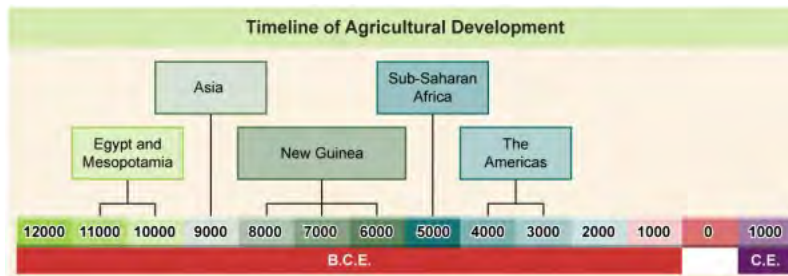 Timeline of Agricultural Development
Asia
Sub-Saharan
Africa
Egypt and
Mesopotamia
New Guinea
The
Americas
12000 11000 10000 9000 8000 7000 6000 5000 4000 3000 2000 1000 0 1000
B.C.E. C.E.